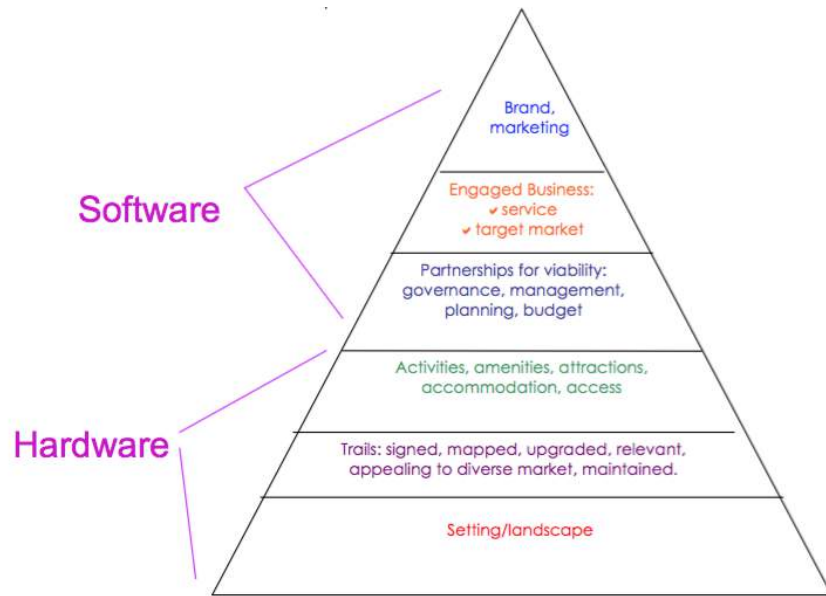 Brand,
marketing
Software
Engaged Business:
✔ service
✔ target market
Partnerships for viability:
governance, management,
planning, budget
Activities, amenities, attractions,
accommodation, access
Hardware
Trails: signed, mapped, upgraded, relevant,
appealing to diverse market, maintained.
Setting/landscape